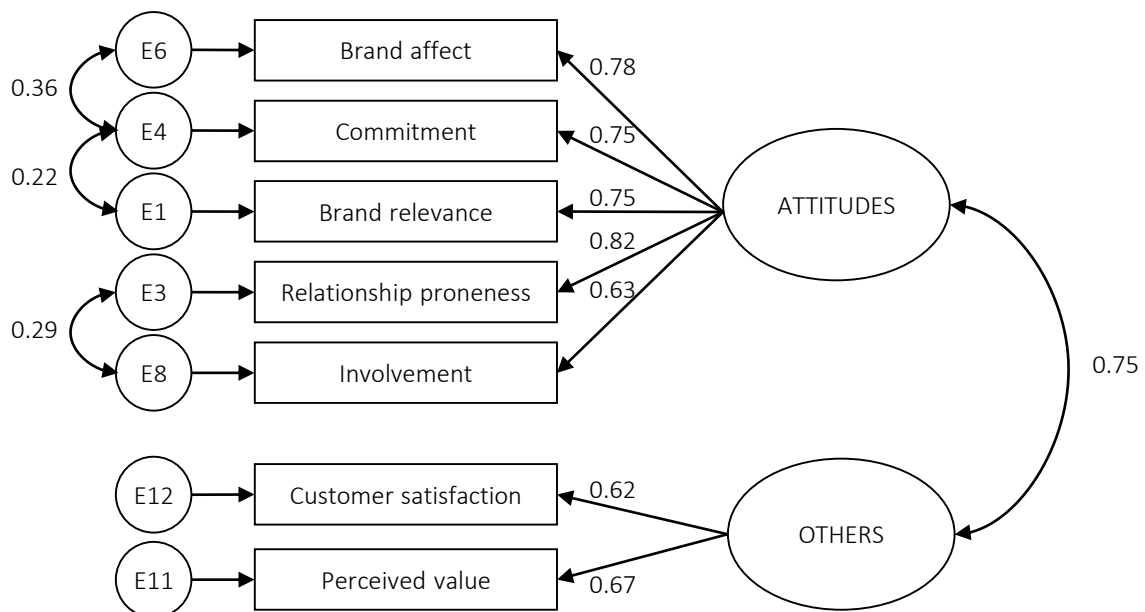 E6
Brand affect
0.78
0.36
E4
Commitment
0.75
0.22
E1
Brand relevance
0.75
ATTITUDES
0.82
E3
Relationship proneness
0.63
0.29
E8
Involvement
0.75
E12
Customer satisfaction
0.62
OTHERS
E11
Perceived value
0.67